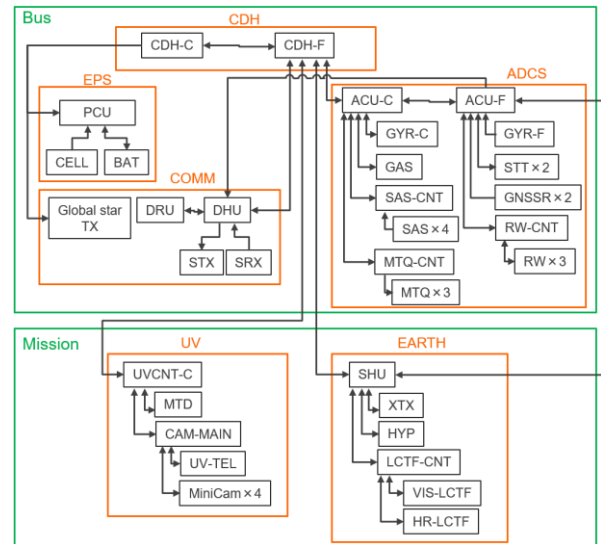 Bus
CDH
CDH-C
CDH-F
EPS
PCU
CELL
BAT
ADCS
ACU-C
ACU-F
GYR-C
GYR-F
GAS
STT×2
SAS-CNT
GNSSR×2
SAS×4
RW-CNT
MTQ-CNT
RW×3
MTQ×3
COMM
Global star
TX
DRU
DHU
STX
SRX
Mission
UV
UVCNT-C
MTD
CAM-MAIN
UV-TEL
MiniCam×4
EARTH
SHU
XTX
HYP
LCTF-CNT
VIS-LCTF
HR-LCTF